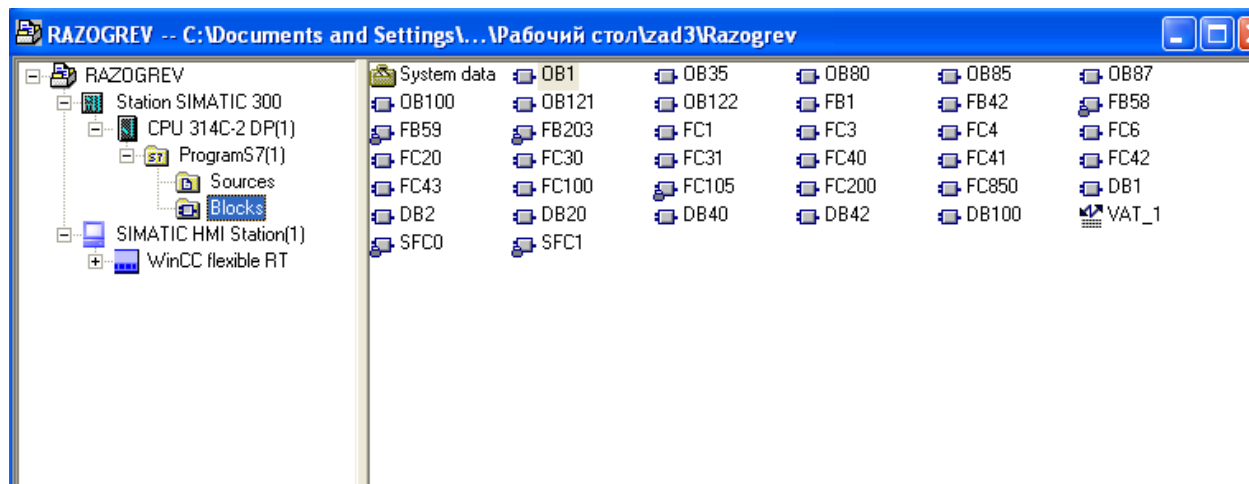 RAZOGREV -- C:\Documents and Settings\...\Рабочий стол\zad3\Razogrev
RAZOGREV
Station SIMATIC 300
CPU 314C-2 DP(1)
ProgramS7(1)
Sources
Blocks
SIMATIC HMI Station(1)
WinCC flexible RT
System data OB1 OB35 OB80 OB85 OB87
OB100 OB121 OB122 FB1 FB42 FB58
FB59 FB203 FC1 FC3 FC4 FC6
FC20 FC30 FC31 FC40 FC41 FC42
FC43 FC100 FC105 FC200 FC850 DB1
DB2 DB20 DB40 DB42 DB100 VAT_1
SFC0 SFC1